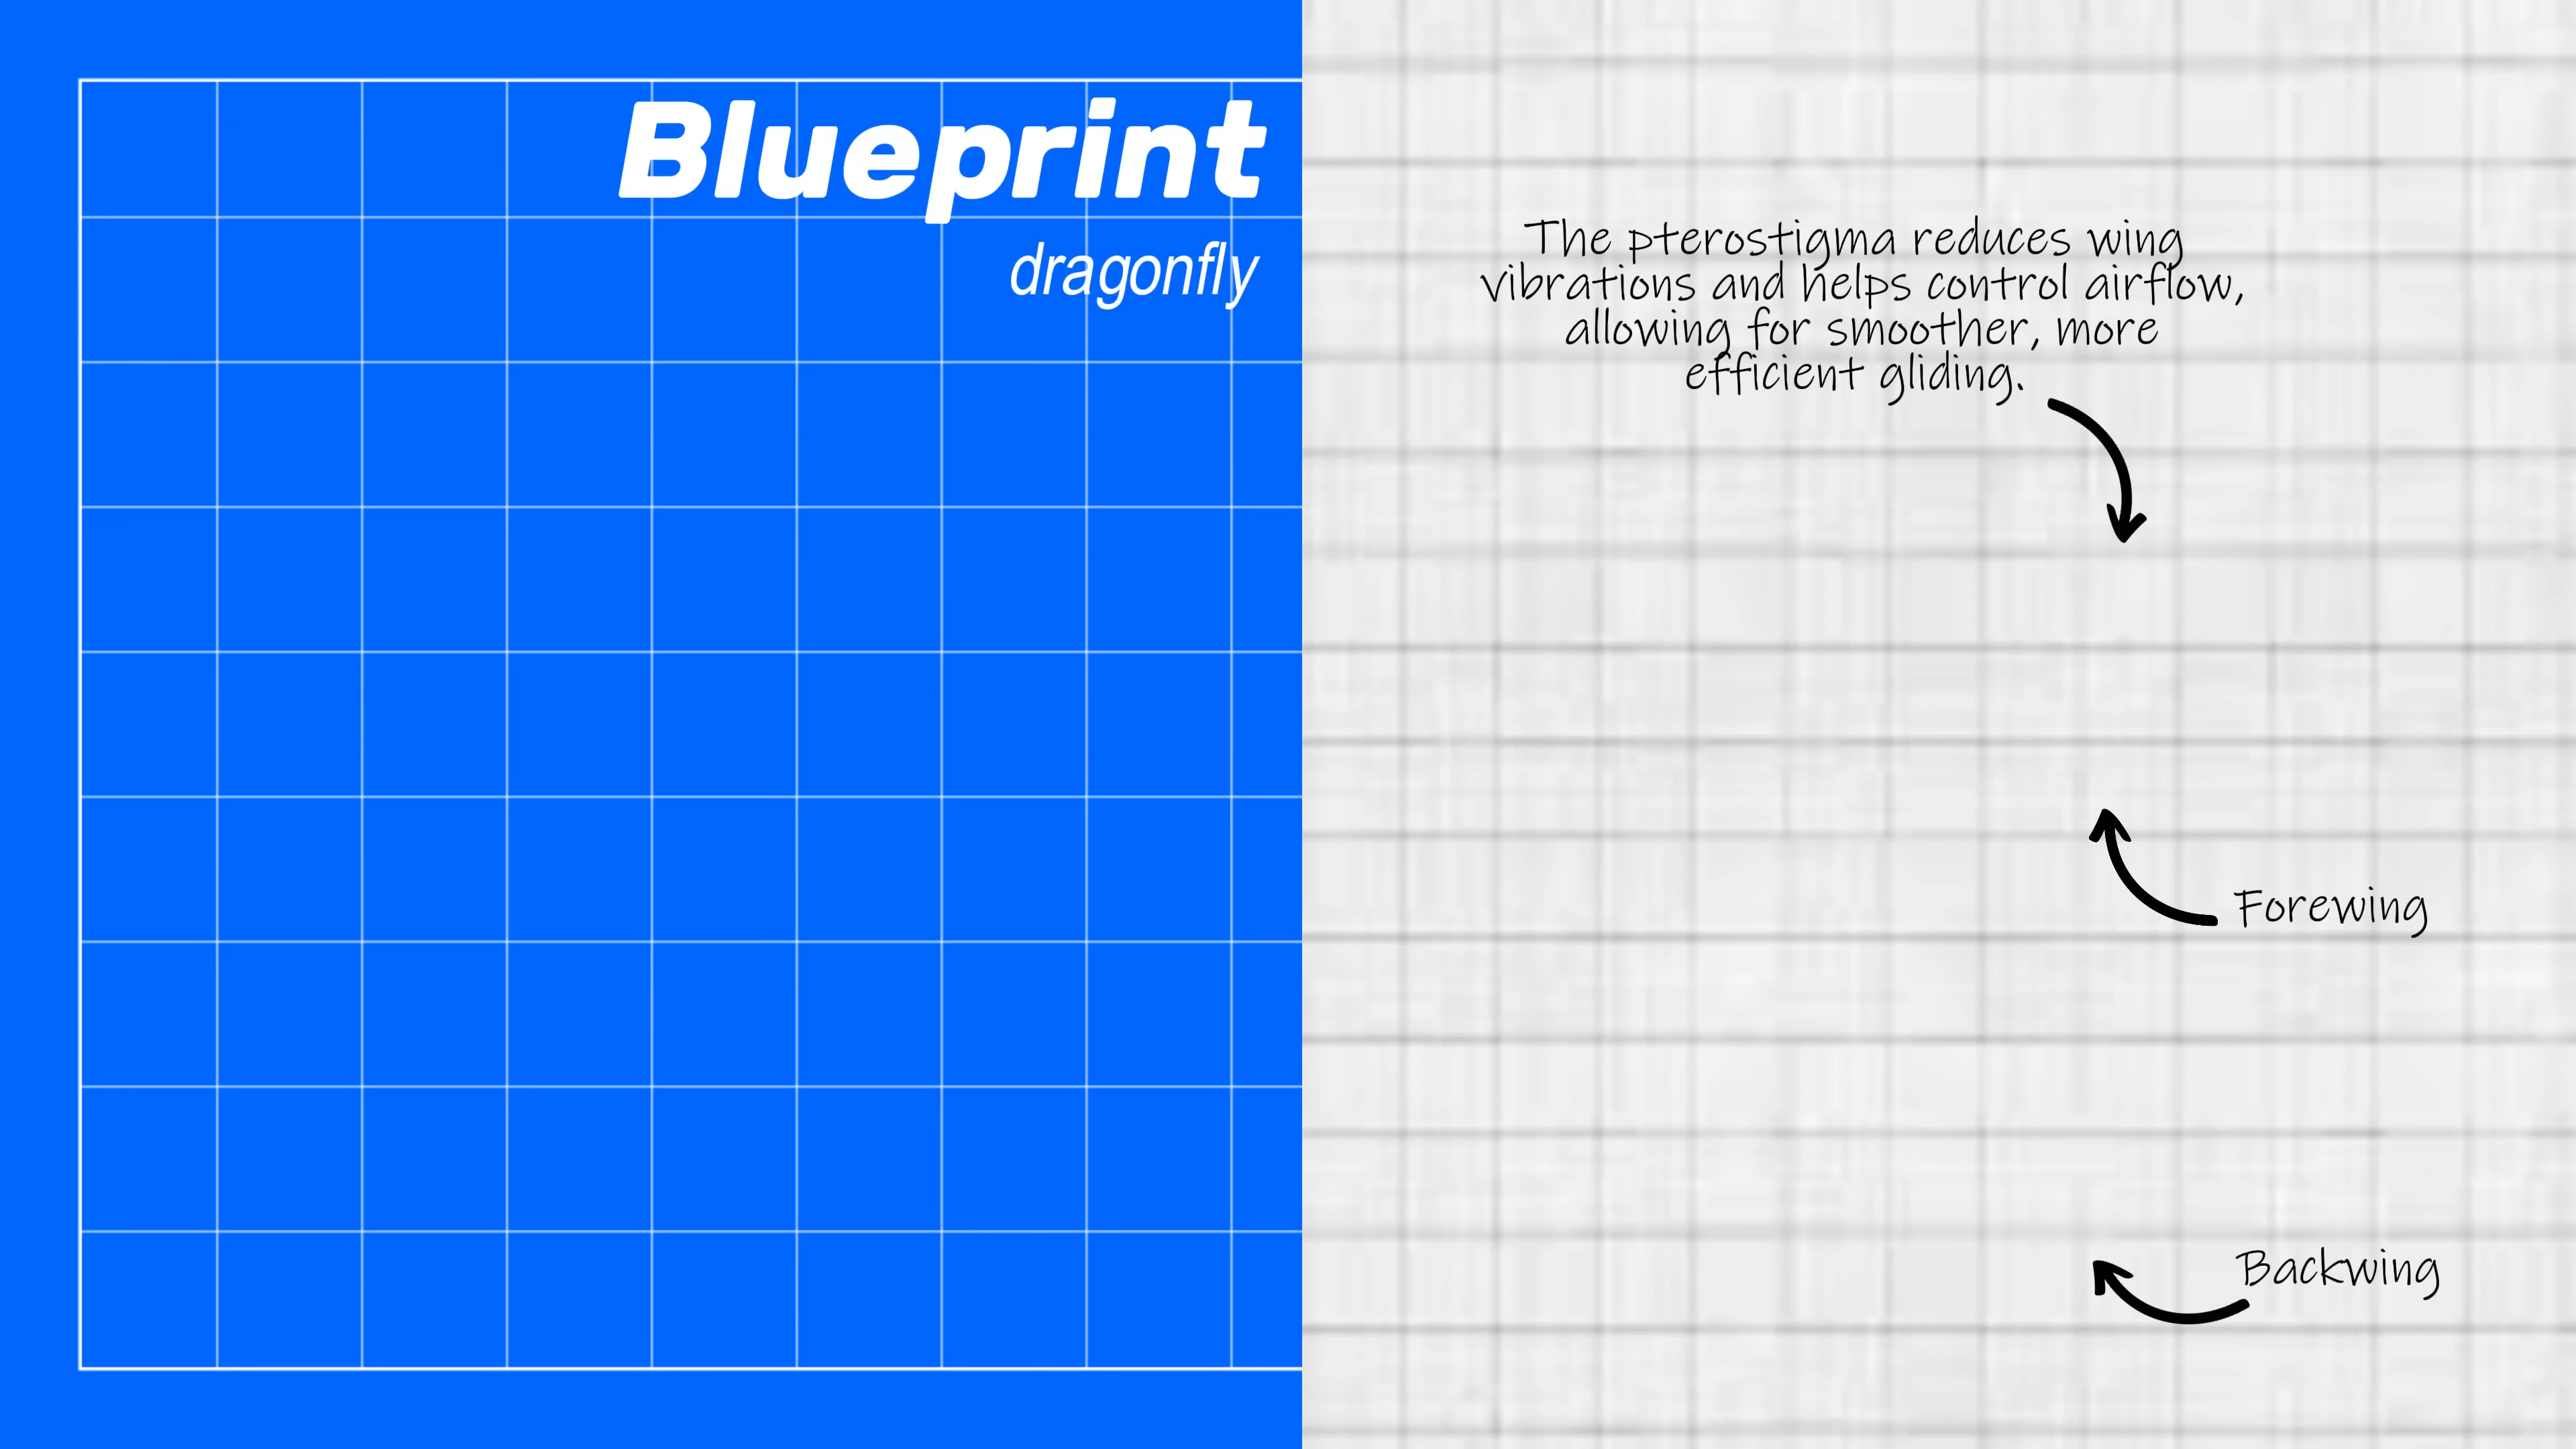 Blueprint
dragonfly
The pterostigma reduces wing
vibrations and helps control airflow,
allowing for smoother, more
efficient gliding.
Forewing
Backwing